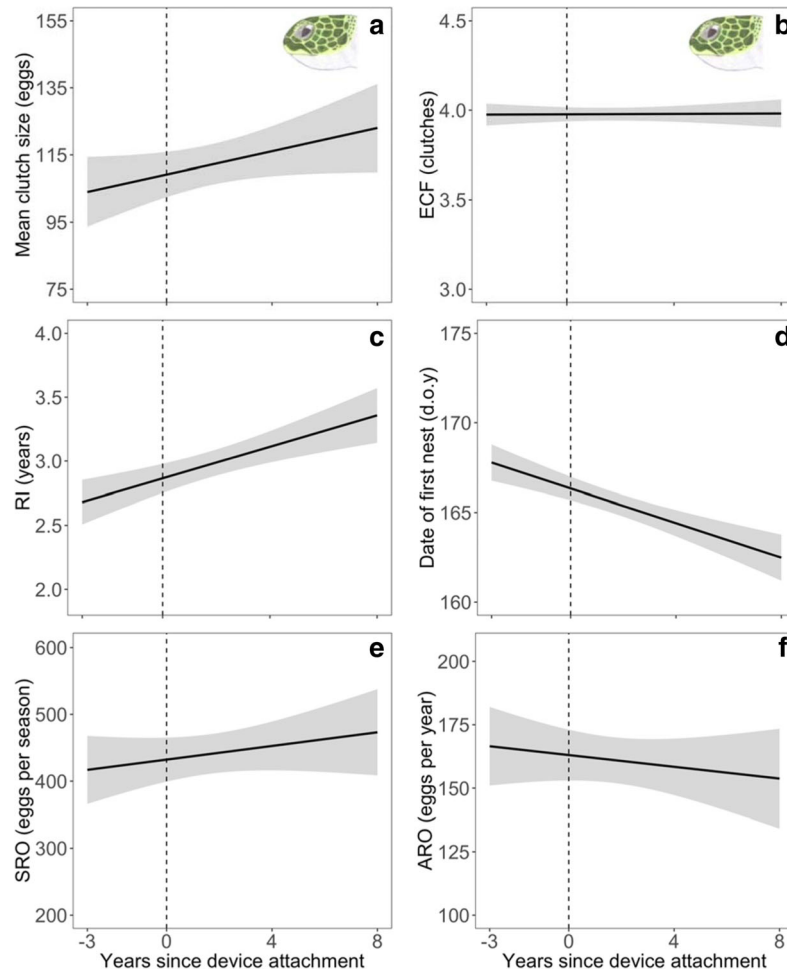 a
Mean clutch size (eggs)
155
135
115
95
75
b
ECF (clutches)
4.5
4.0
3.5
3.0
c
RI (years)
4.0
3.5
3.0
2.5
2.0
d
Date of first nest (d.o.y)
175
170
165
160
e
SRO (eggs per season)
600
500
400
300
200
-3 0 4 8
Years since device attachment
f
ARO (eggs per year)
200
175
150
125
100
-3 0 4 8
Years since device attachment